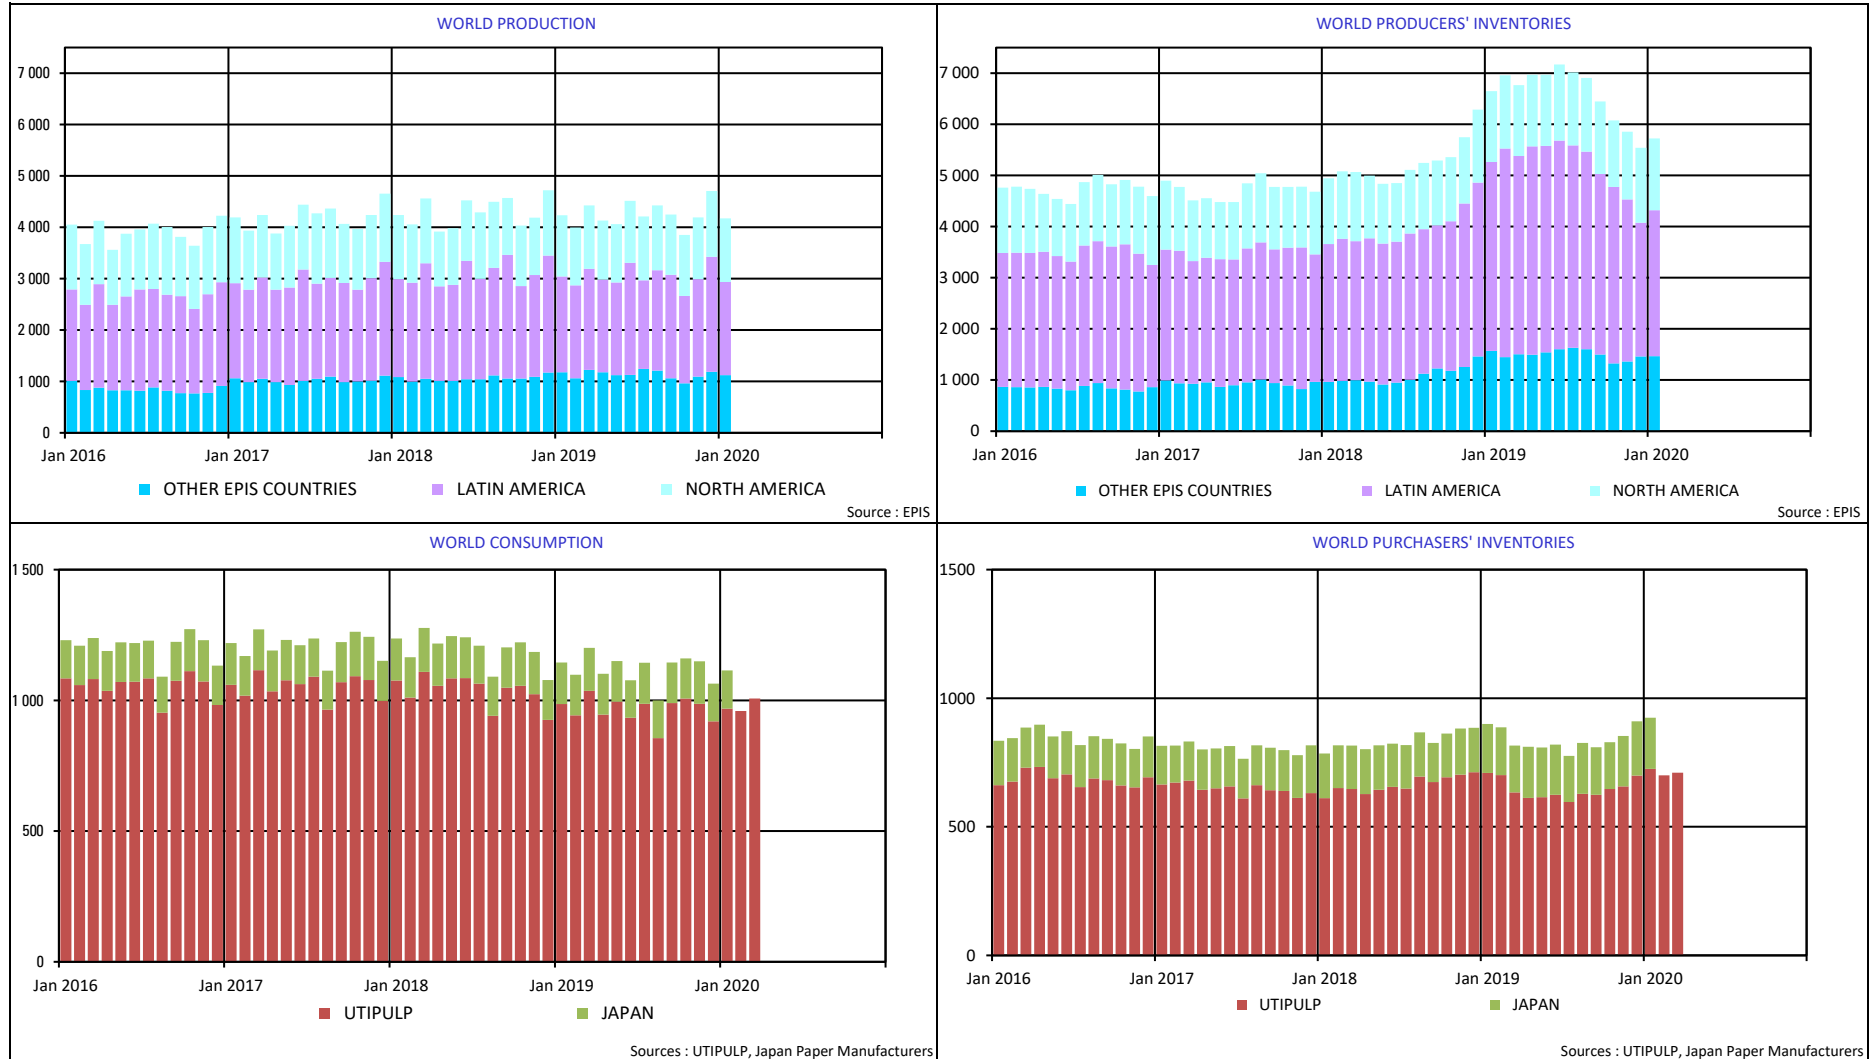 WORLD PRODUCTION
7 000
6 000
5 000
4 000
3 000
2 000
1 000
0
Jan 2016 Jan 2017 Jan 2018 Jan 2019 Jan 2020
OTHER EPIS COUNTRIES LATIN AMERICA NORTH AMERICA
Source : EPIS
WORLD PRODUCERS' INVENTORIES
7 000
6 000
5 000
4 000
3 000
2 000
1 000
0
Jan 2016 Jan 2017 Jan 2018 Jan 2019 Jan 2020
OTHER EPIS COUNTRIES LATIN AMERICA NORTH AMERICA
Source : EPIS
WORLD CONSUMPTION
1 500
1 000
500
0
Jan 2016 Jan 2017 Jan 2018 Jan 2019 Jan 2020
UTIPULP JAPAN
Sources : UTIPULP, Japan Paper Manufacturers
WORLD PURCHASERS' INVENTORIES
1500
1000
500
0
Jan 2016 Jan 2017 Jan 2018 Jan 2019 Jan 2020
UTIPULP JAPAN
Sources : UTIPULP, Japan Paper Manufacturers